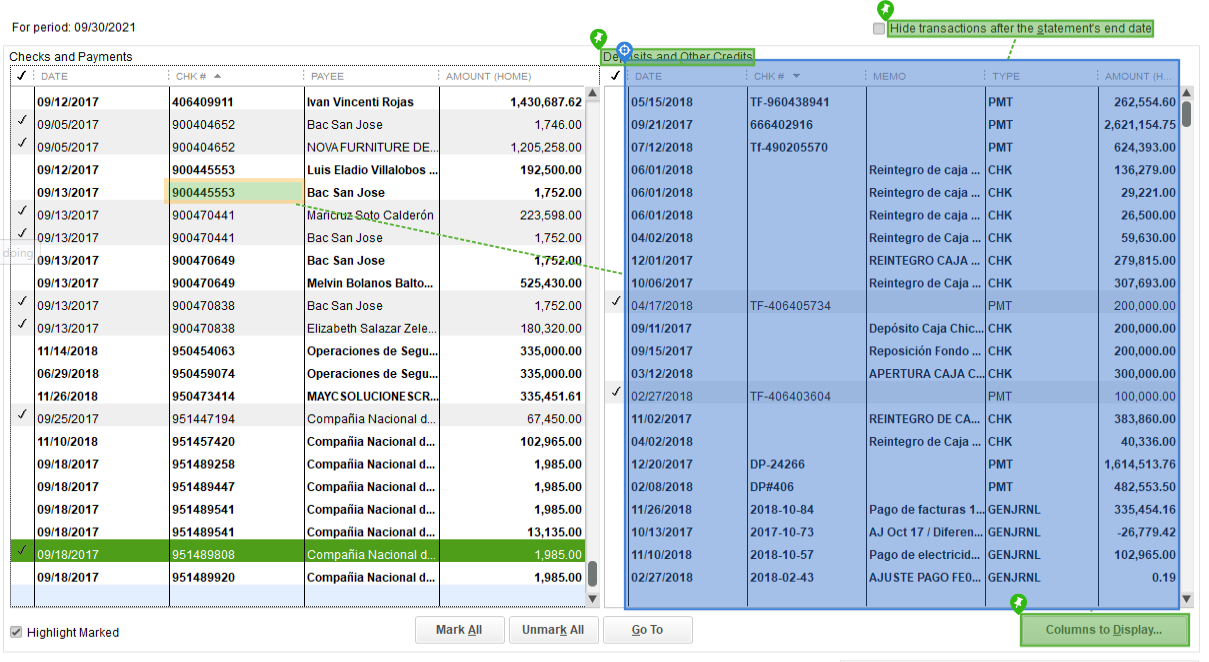 For period: 09/30/2021
Hide transactions after the statement's end date
Checks and Payments
Deposits and Other Credits
✓ DATE CHK # PAYEE AMOUNT (HOME)
09/12/2017 406409911 Ivan Vincenti Rojas 1,430,687.62
✓ 09/05/2017 900404652 Bac San Jose 1,746.00
✓ 09/05/2017 900404652 NOVAFURNITURE DE... 1,205,258.00
09/12/2017 900445553 Luis Eladio Villalobos ... 192,500.00
09/13/2017 900445553 Bac San Jose 1,752.00
✓ 09/13/2017 900470441 Maricruz Soto Calderón 223,598.00
✓ 09/13/2017 900470441 Bac San Jose 1,752.00
doing
09/13/2017 900470649 Bac San Jose 1,752.00
09/13/2017 900470649 Melvin Bolanos Balto... 525,430.00
✓ 09/13/2017 900470838 Bac San Jose 1,752.00
✓ 09/13/2017 900470838 Elizabeth Salazar Zele... 180,320.00
11/14/2018 950454063 Operaciones de Segu... 335,000.00
06/29/2018 950459074 Operaciones de Segu... 335,000.00
11/26/2018 950473414 MAYCSOLUCIONESCR... 335,451.61
✓ 09/25/2017 951447194 Compañia Nacional d... 67,450.00
11/10/2018 951457420 Compañia Nacional d... 102,965.00
09/18/2017 951489258 Compañia Nacional d... 1,985.00
09/18/2017 951489447 Compañia Nacional d... 1,985.00
09/18/2017 951489541 Compañia Nacional d... 1,985.00
09/18/2017 951489541 Compañia Nacional d... 13,135.00
✓ 09/18/2017 951489808 Compañia Nacional d... 1,985.00
09/18/2017 951489920 Compañia Nacional d... 1,985.00
✓ DATE CHK # MEMO TYPE AMOUNT (H...
05/15/2018 TF-960438941 PMT 262,554.60
09/21/2017 666402916 PMT 2,621,154.75
07/12/2018 Tf-490205570 PMT 624,393.00
06/01/2018 Reintegro de caja ... CHK 136,279.00
06/01/2018 Reintegro de caja ... CHK 29,221.00
06/01/2018 Reintegro de caja ... CHK 26,500.00
04/02/2018 Reintegro de Caja ... CHK 59,630.00
12/01/2017 REINTEGRO CAJA ... CHK 279,815.00
10/06/2017 Reintegro de Caja ... CHK 307,693.00
✓ 04/17/2018 TF-406405734 PMT 200,000.00
09/11/2017 Depósito Caja Chic... CHK 200,000.00
09/15/2017 Reposición Fondo ... CHK 200,000.00
03/12/2018 APERTURA CAJA C... CHK 300,000.00
✓ 02/27/2018 TF-406403604 PMT 100,000.00
11/02/2017 REINTEGRO DE CA... CHK 383,860.00
04/02/2018 Reintegro de Caja ... CHK 40,336.00
12/20/2017 DP-24266 PMT 1,614,513.76
02/08/2018 DP#406 PMT 482,553.50
11/26/2018 2018-10-84 Pago de facturas 1... GENJRNL 335,454.16
10/13/2017 2017-10-73 AJ Oct 17 / Diferen... GENJRNL -26,779.42
11/10/2018 2018-10-57 Pago de electricid... GENJRNL 102,965.00
02/27/2018 2018-02-43 AJUSTE PAGO FE0... GENJRNL 0.19
Highlight Marked
Mark All
Unmark All
Go To
Columns to Display...